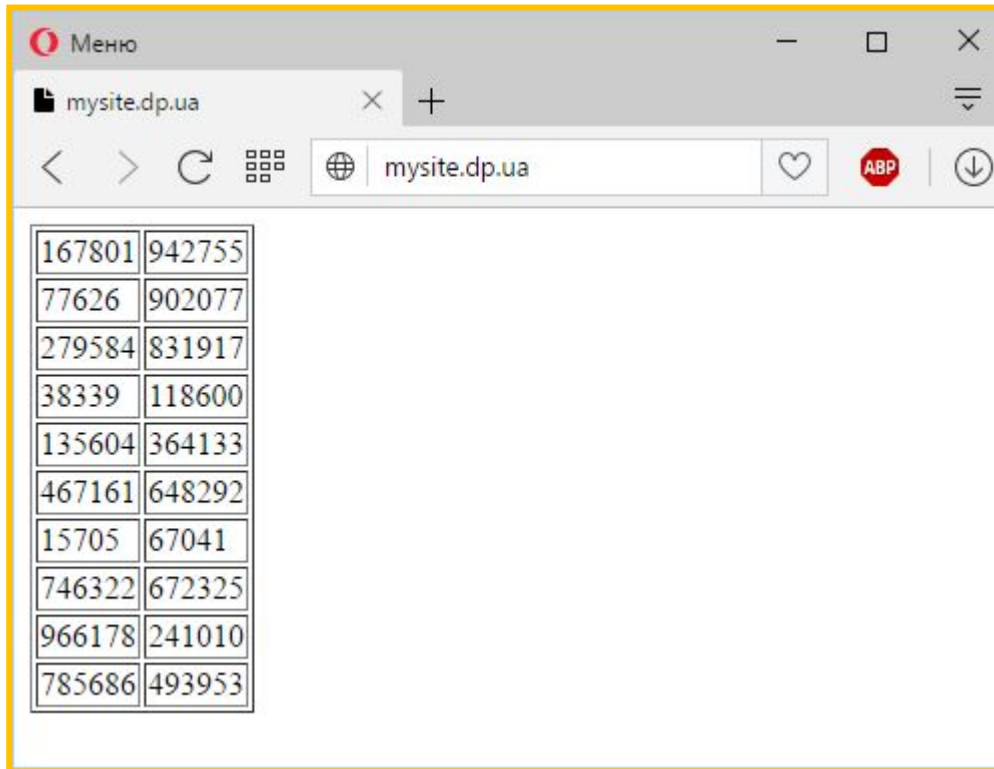 Меню
mysite.dp.ua
mysite.dp.ua
ABP
167801 942755
77626 902077
279584 831917
38339 118600
135604 364133
467161 648292
15705 67041
746322 672325
966178 241010
785686 493953